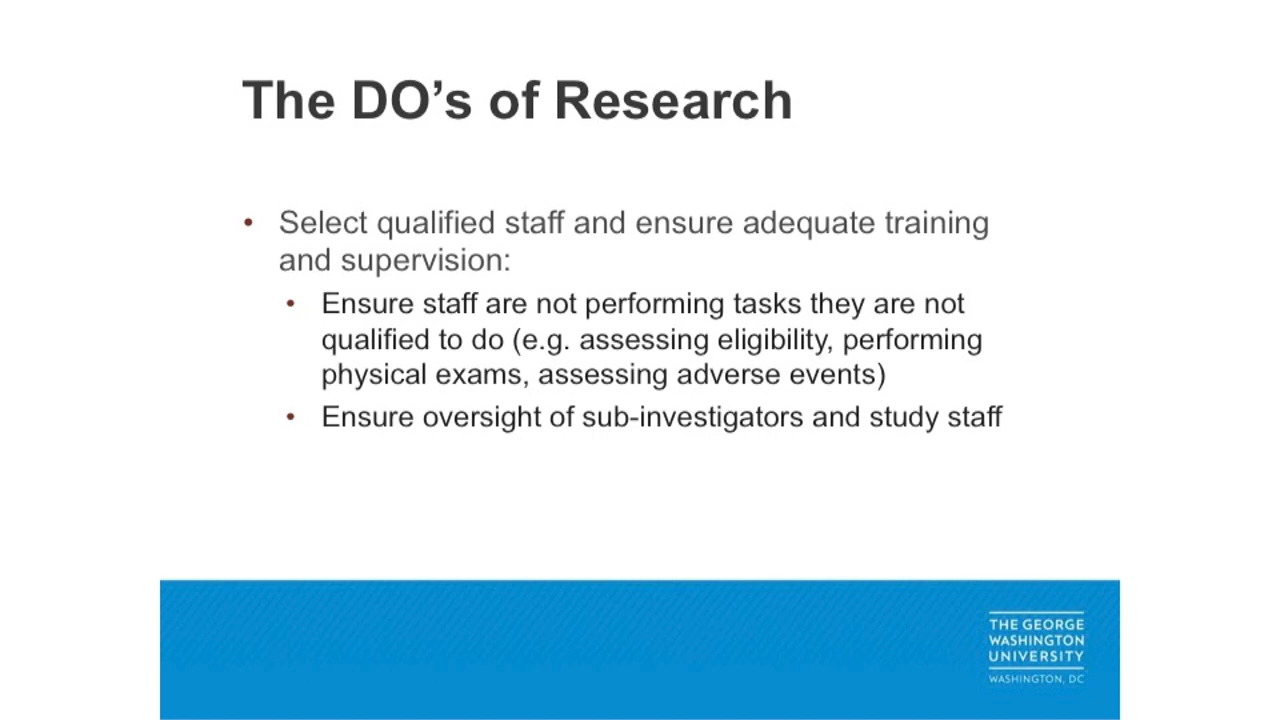 The DO’s of Research
• Select qualified staff and ensure adequate training
and supervision:
• Ensure staff are not performing tasks they are not
qualified to do (e.g. assessing eligibility, performing
physical exams, assessing adverse events)
• Ensure oversight of sub-investigators and study staff
THE GEORGE
WASHINGTON
UNIVERSITY
WASHINGTON, DC